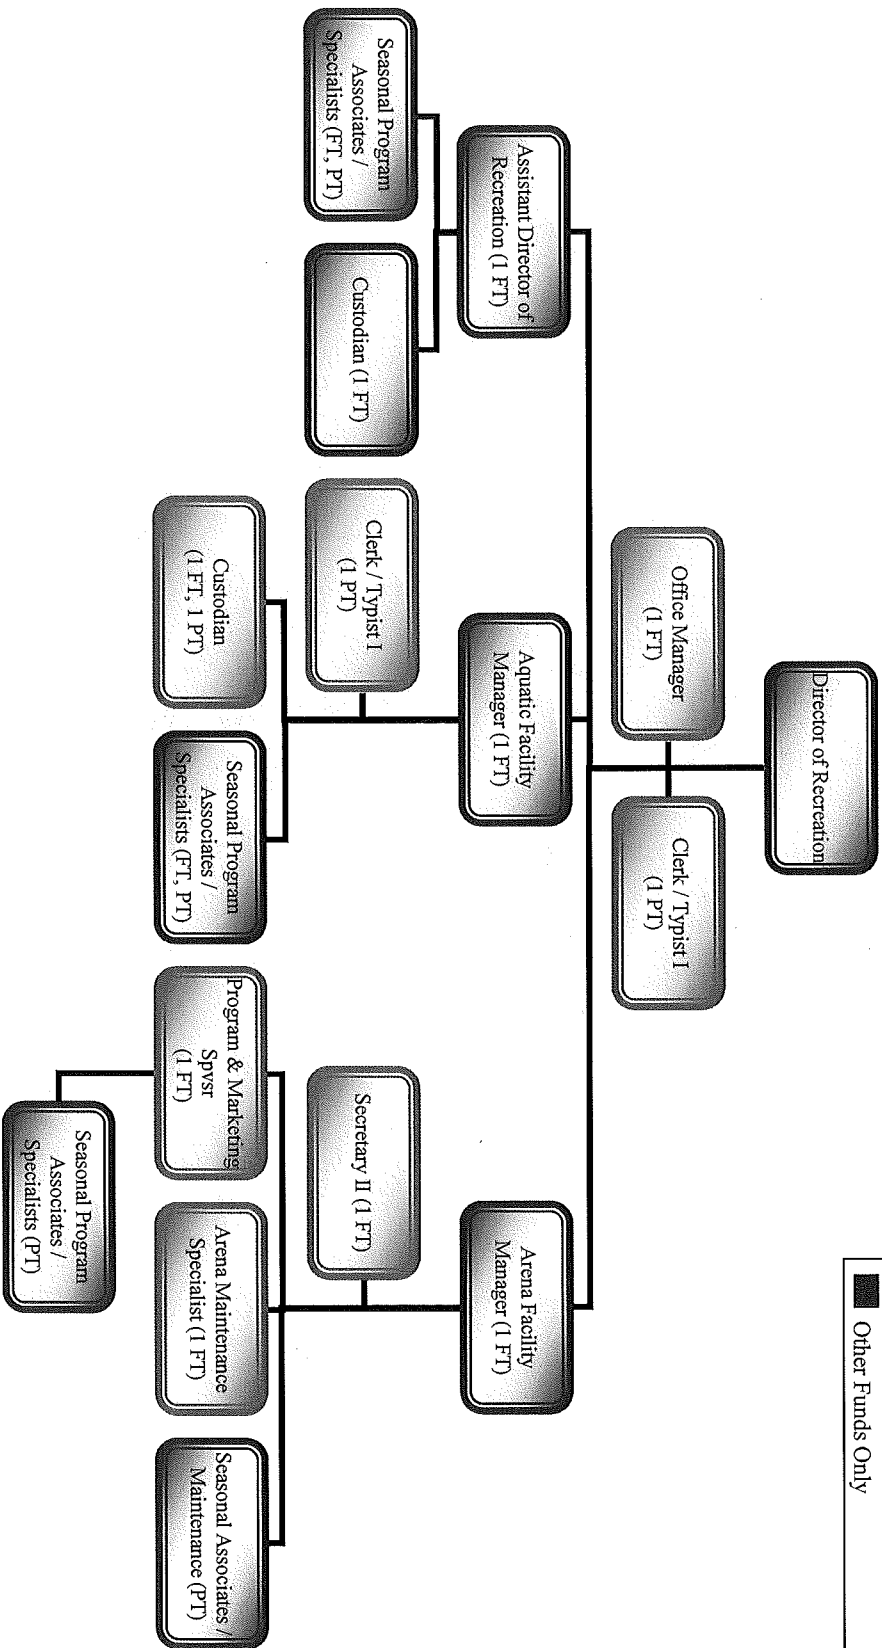 Other Funds Only
Director of Recreation
Office Manager
(1 FT)
Clerk / Typist I
(1 PT)
Assistant Director of
Recreation (1 FT)
Aquatic Facility
Manager (1 FT)
Arena Facility
Manager (1 FT)
Seasonal Program
Associates /
Specialists (FT, PT)
Custodian (1 FT)
Clerk / Typist I
(1 PT)
Secretary II (1 FT)
Custodian
(1 FT, 1 PT)
Seasonal Program
Associates /
Specialists (FT, PT)
Program & Marketing
Spvsr
(1 FT)
Arena Maintenance
Specialist (1 FT)
Seasonal Associates /
Maintenance (PT)
Seasonal Program
Associates /
Specialists (PT)